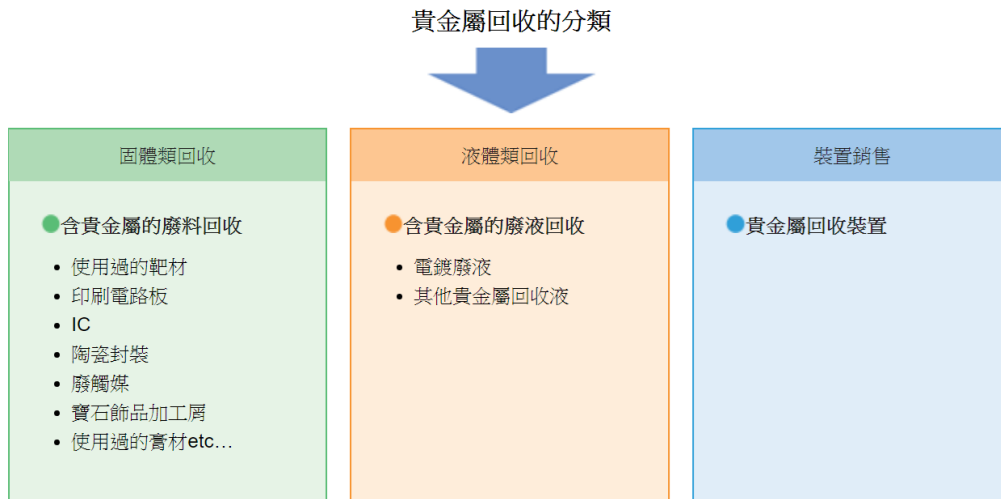 貴金屬回收的分類
固體類回收
含貴金屬的廢料回收
使用過的靶材
印刷電路板
IC
陶瓷封裝
廢觸媒
寶石飾品加工屑
使用過的膏材etc…
液體類回收
含貴金屬的廢液回收
電鍍廢液
其他貴金屬回收液
裝置銷售
貴金屬回收裝置